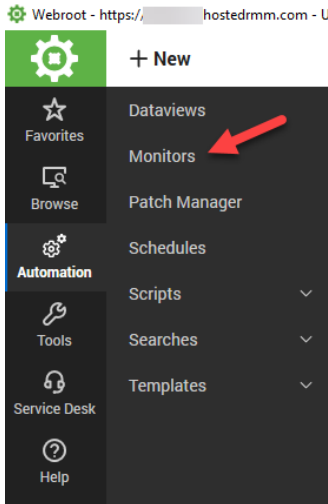 Webroot - https:// hostedrmm.com - U
+ New
Favorites
Browse
Automation
Tools
Service Desk
Help
Dataviews
Monitors
Patch Manager
Schedules
Scripts
Searches
Templates